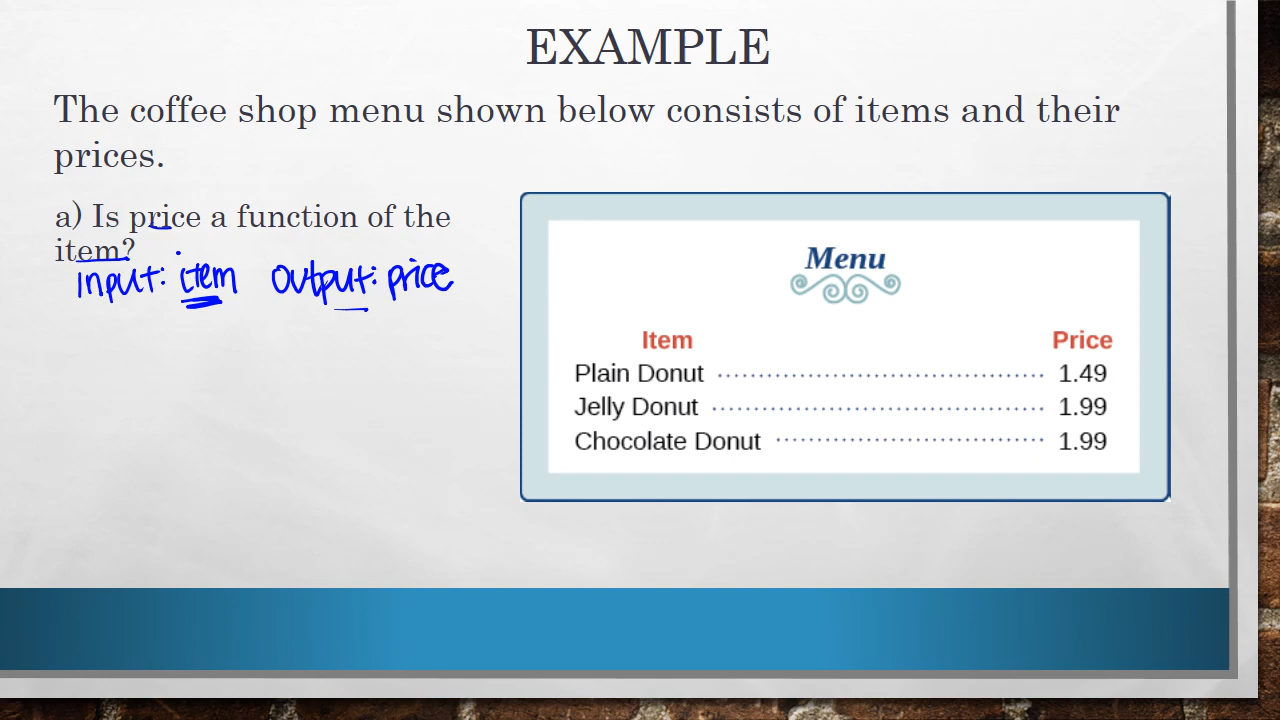 EXAMPLE
The coffee shop menu shown below consists of items and their
prices.
a) Is price a function of the
item?
input: item output: price
Menu
Item Price
Plain Donut 1.49
Jelly Donut 1.99
Chocolate Donut 1.99